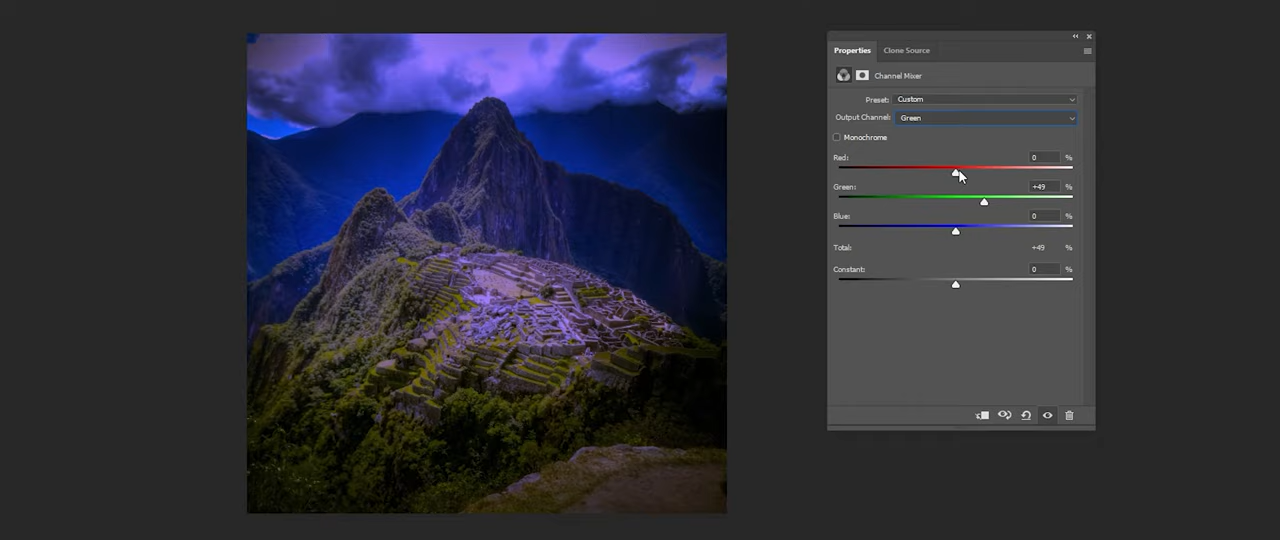 Properties Clone Source
Channel Mixer
Preset: Custom
Output Channel: Green
Monochrome
Red: 0 %
Green: +49 %
Blue: 0 %
Total: +49 %
Constant: 0 %